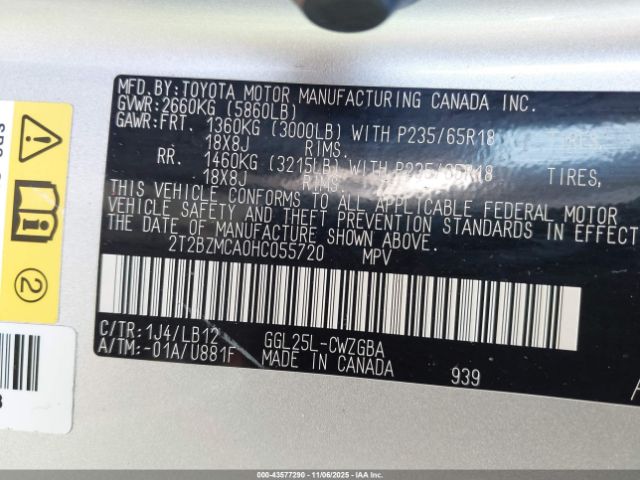 MFD.BY:TOYOTA MOTOR MANUFACTURING CANADA INC.
GVWR:2660KG (5860LB)
GAWR:FRT. 1360KG (3000LB) WITH P235/65R18 TIRES,
18X8J RIMS.
RR. 1460KG (3215LB) WITH P235/65R18 TIRES,
18X8J RIMS.
THIS VEHICLE CONFORMS TO ALL APPLICABLE FEDERAL MOTOR
VEHICLE SAFETY AND THEFT PREVENTION STANDARDS IN EFFECT
THE DATE OF MANUFACTURE SHOWN ABOVE.
2T2BZMCA0HC055720 MPV
C/TR:1J4/LB12 GGL25L-CWZGBA
A/TM:-01A/U881F MADE IN CANADA
939
2
000-43577290 - 11/06/2025 - IAAI.CA